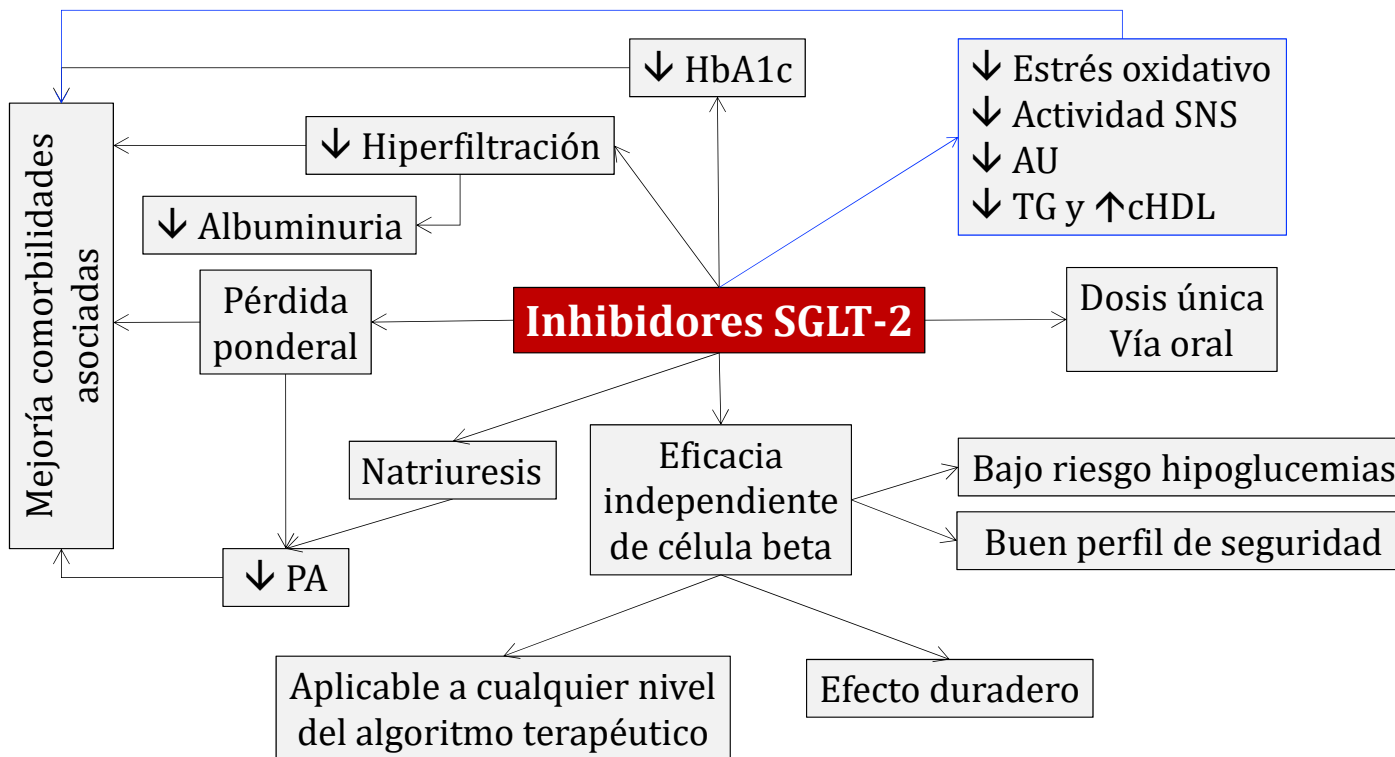 ↓ HbA1c
↓ Estrés oxidativo
↓ Actividad SNS
↓ AU
↓ TG y ↑cHDL
↓ Hiperfiltración
↓ Albuminuria
Mejoría comorbilidades
asociadas
Pérdida
ponderal
Inhibidores SGLT-2
Dosis única
Vía oral
Natriuresis
Eficacia
independiente
de célula beta
Bajo riesgo hipoglucemias
Buen perfil de seguridad
↓ PA
Aplicable a cualquier nivel
del algoritmo terapéutico
Efecto duradero